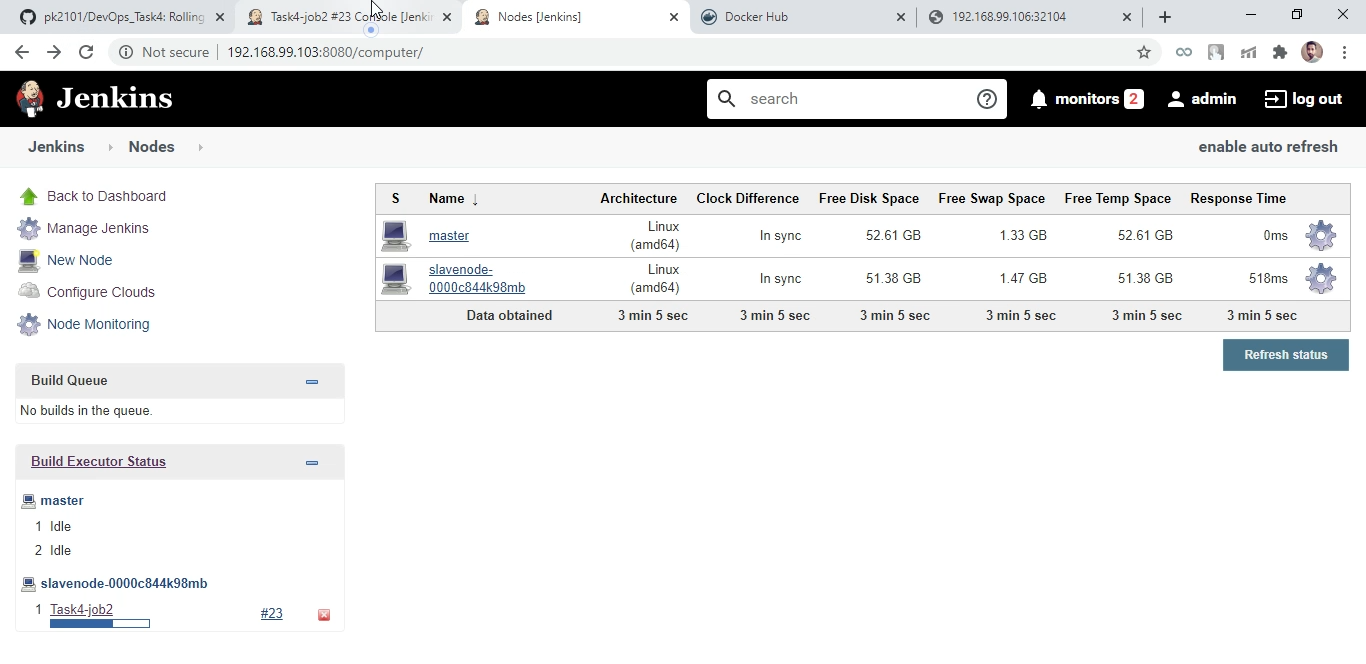 pk2101/DevOps_Task4: Rolling
Task4-job2 #23 Console [Jenkin
Nodes [Jenkins]
Docker Hub
192.168.99.106:32104
Not secure
192.168.99.103:8080/computer/
Jenkins
search
monitors 2
admin
log out
Jenkins
Nodes
enable auto refresh
Back to Dashboard
Manage Jenkins
New Node
Configure Clouds
Node Monitoring
S Name ↓ Architecture Clock Difference Free Disk Space Free Swap Space Free Temp Space Response Time
master Linux (amd64) In sync 52.61 GB 1.33 GB 52.61 GB 0ms
slavenode-0000c844k98mb Linux (amd64) In sync 51.38 GB 1.47 GB 51.38 GB 518ms
Data obtained 3 min 5 sec 3 min 5 sec 3 min 5 sec 3 min 5 sec 3 min 5 sec 3 min 5 sec
Refresh status
Build Queue
No builds in the queue.
Build Executor Status
master
1 Idle
2 Idle
slavenode-0000c844k98mb
1 Task4-job2 #23